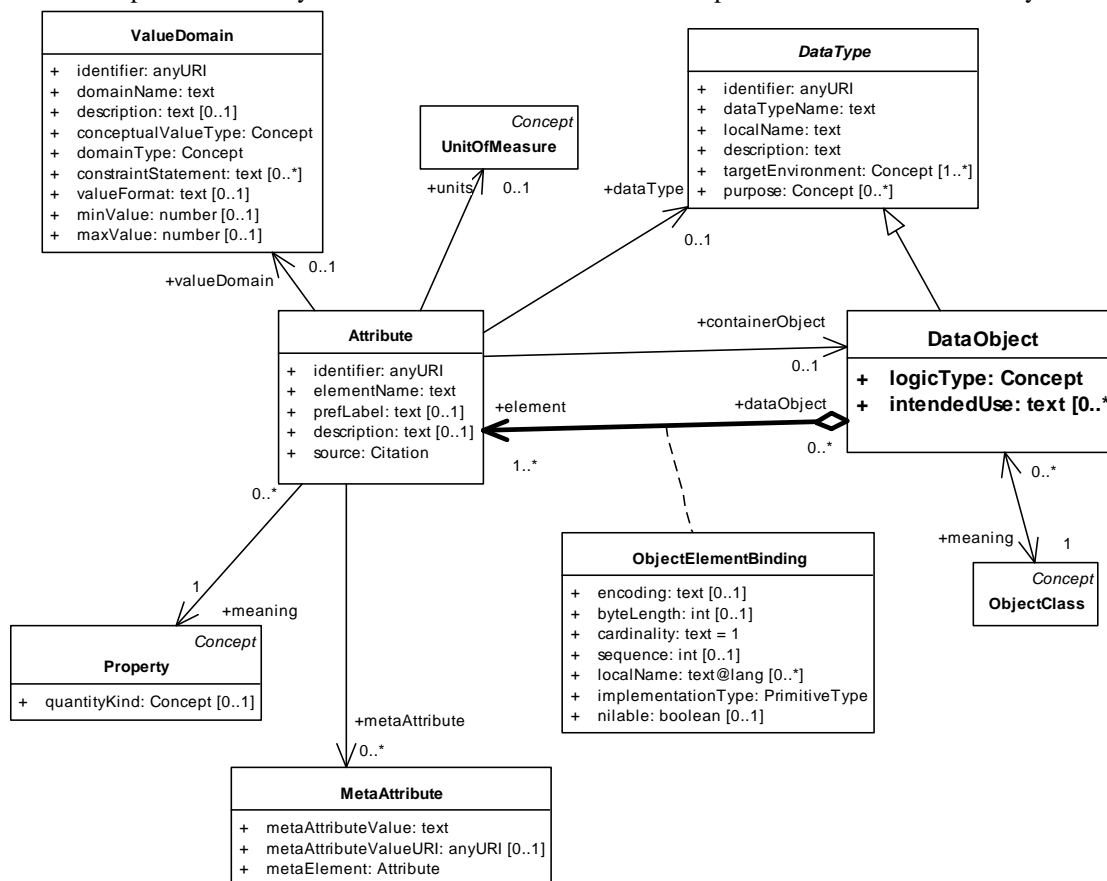 ValueDomain
+ identifier: anyURI
+ domainName: text
+ description: text [0..1]
+ conceptualValueType: Concept
+ domainType: Concept
+ constraintStatement: text [0..*]
+ valueFormat: text [0..1]
+ minValue: number [0..1]
+ maxValue: number [0..1]
DataType
+ identifier: anyURI
+ dataTypeName: text
+ localName: text
+ description: text
+ targetEnvironment: Concept [1..*]
+ purpose: Concept [0..*]
Concept
UnitOfMeasure
+units
0..1
+dataType
0..1
+valueDomain
0..1
Attribute
+ identifier: anyURI
+ elementName: text
+ prefLabel: text [0..1]
+ description: text [0..1]
+ source: Citation
+containerObject
0..1
DataObject
+ logicType: Concept
+ intendedUse: text [0..*
+element
1..*
+dataObject
0..*
0..*
1
+meaning
0..*
+meaning
1
Concept
ObjectClass
ObjectElementBinding
+ encoding: text [0..1]
+ byteLength: int [0..1]
+ cardinality: text = 1
+ sequence: int [0..1]
+ localName: text@lang [0..*]
+ implementationType: PrimitiveType
+ nilable: boolean [0..1]
Concept
Property
+ quantityKind: Concept [0..1]
+metaAttribute
0..*
MetaAttribute
+ metaAttributeValue: text
+ metaAttributeValueURI: anyURI [0..1]
+ metaElement: Attribute